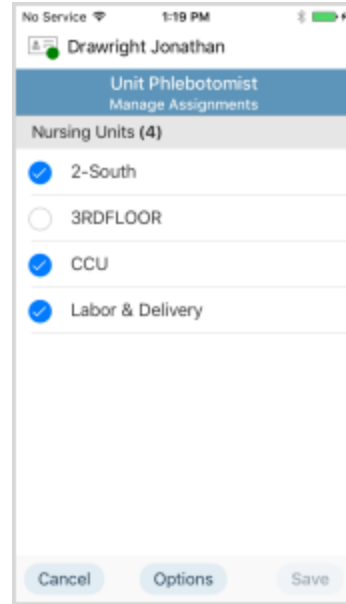 No Service 1:19 PM
Drawright Jonathan
Unit Phlebotomist
Manage Assignments
Nursing Units (4)
2-South
3RDFLOOR
CCU
Labor & Delivery
Cancel Options Save